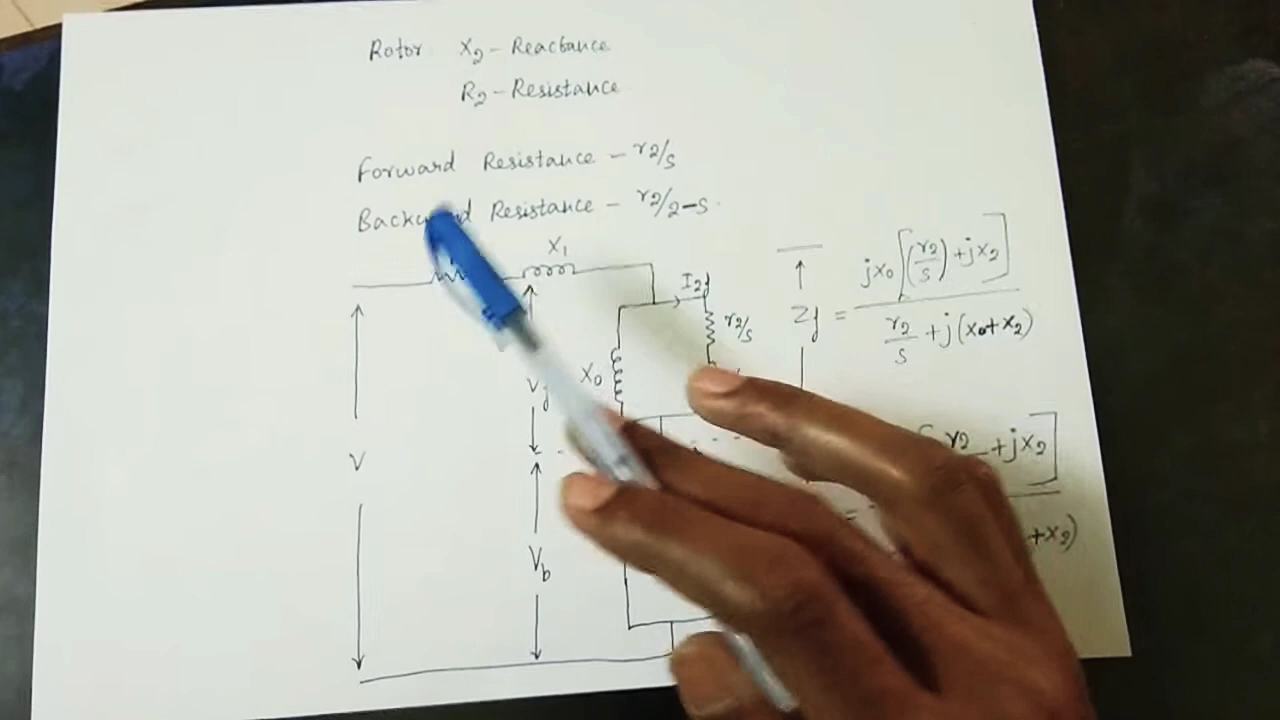 Rotor X2 - Reactance
R2 - Resistance
Forward Resistance - r2/s
Backward Resistance - r2/2-s
X1
I2f
r2/s
X0
Vf
V
Vb
Zf = jx0[(r2/s)+jx2] / r2/s + j(x0+x2)
r2 +jx2]
=
+x2)